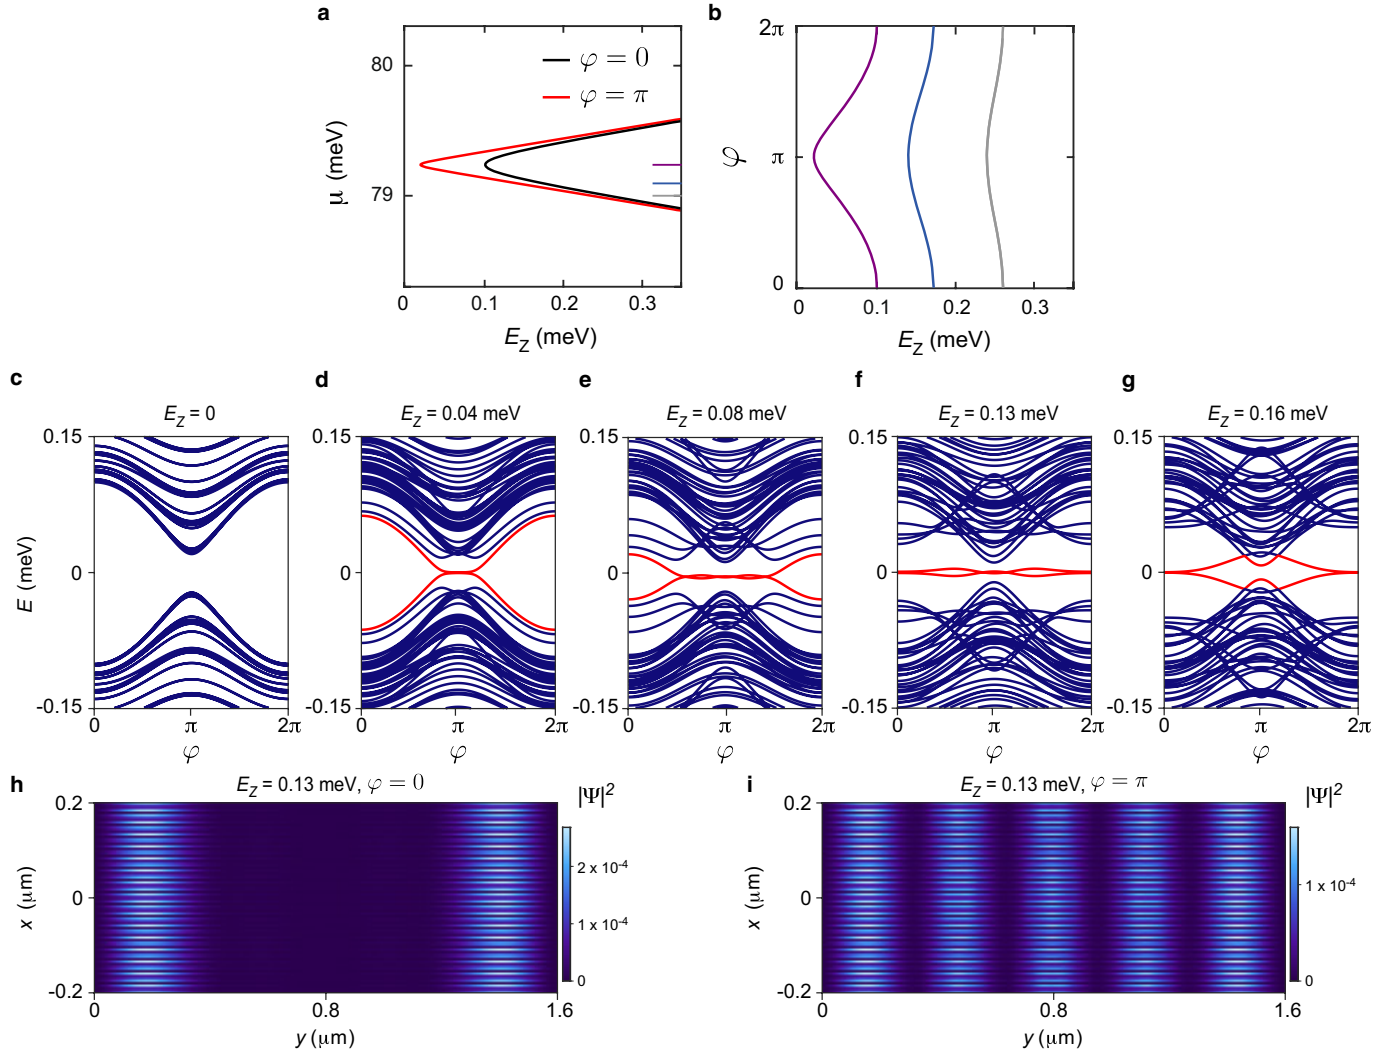 a
80
79
μ (meV)
φ = 0
φ = π
0
0.1
0.2
0.3
E_Z (meV)
b
2π
π
0
φ
0
0.1
0.2
0.3
E_Z (meV)
c
E_Z = 0
0.15
0
-0.15
E (meV)
0
π
2π
φ
d
E_Z = 0.04 meV
0.15
0
-0.15
0
π
2π
φ
e
E_Z = 0.08 meV
0.15
0
-0.15
0
π
2π
φ
f
E_Z = 0.13 meV
0.15
0
-0.15
0
π
2π
φ
g
E_Z = 0.16 meV
0.15
0
-0.15
0
π
2π
φ
h
E_Z = 0.13 meV, φ = 0
|Ψ|²
0.2
0
-0.2
x (μm)
0
0.8
1.6
y (μm)
2 x 10⁻⁴
1 x 10⁻⁴
0
i
E_Z = 0.13 meV, φ = π
|Ψ|²
0.2
0
-0.2
x (μm)
0
0.8
1.6
y (μm)
1 x 10⁻⁴
0